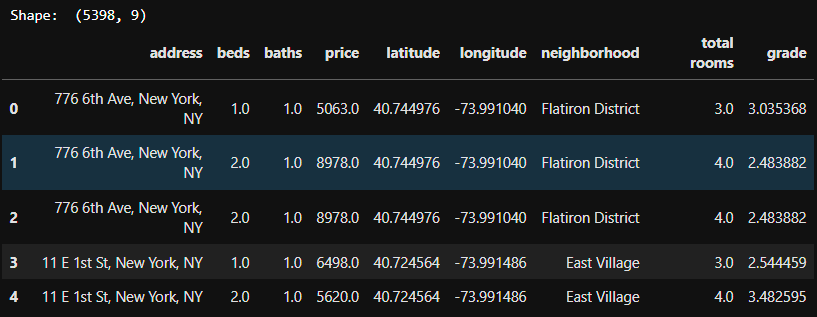 Shape:  (5398, 9)
address beds baths price latitude longitude neighborhood total rooms grade
0 776 6th Ave, New York, NY 1.0 1.0 5063.0 40.744976 -73.991040 Flatiron District 3.0 3.035368
1 776 6th Ave, New York, NY 2.0 1.0 8978.0 40.744976 -73.991040 Flatiron District 4.0 2.483882
2 776 6th Ave, New York, NY 2.0 1.0 8978.0 40.744976 -73.991040 Flatiron District 4.0 2.483882
3 11 E 1st St, New York, NY 1.0 1.0 6498.0 40.724564 -73.991486 East Village 3.0 2.544459
4 11 E 1st St, New York, NY 2.0 1.0 5620.0 40.724564 -73.991486 East Village 4.0 3.482595